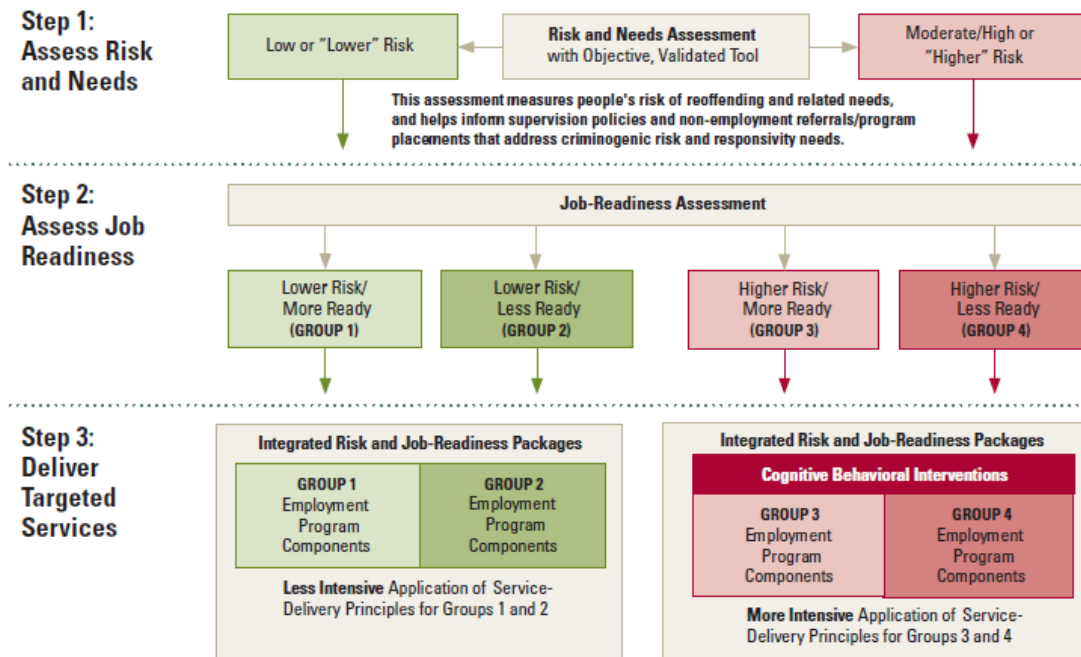 Step 1:
Assess Risk
and Needs
Low or “Lower” Risk
Risk and Needs Assessment
with Objective, Validated Tool
Moderate/High or
“Higher” Risk
This assessment measures people's risk of reoffending and related needs,
and helps inform supervision policies and non-employment referrals/program
placements that address criminogenic risk and responsivity needs.
Step 2:
Assess Job
Readiness
Job-Readiness Assessment
Lower Risk/
More Ready
(GROUP 1)
Lower Risk/
Less Ready
(GROUP 2)
Higher Risk/
More Ready
(GROUP 3)
Higher Risk/
Less Ready
(GROUP 4)
Step 3:
Deliver
Targeted
Services
Integrated Risk and Job-Readiness Packages
GROUP 1
Employment
Program
Components
GROUP 2
Employment
Program
Components
Less Intensive Application of Service-
Delivery Principles for Groups 1 and 2
Integrated Risk and Job-Readiness Packages
Cognitive Behavioral Interventions
GROUP 3
Employment
Program
Components
GROUP 4
Employment
Program
Components
More Intensive Application of Service-
Delivery Principles for Groups 3 and 4